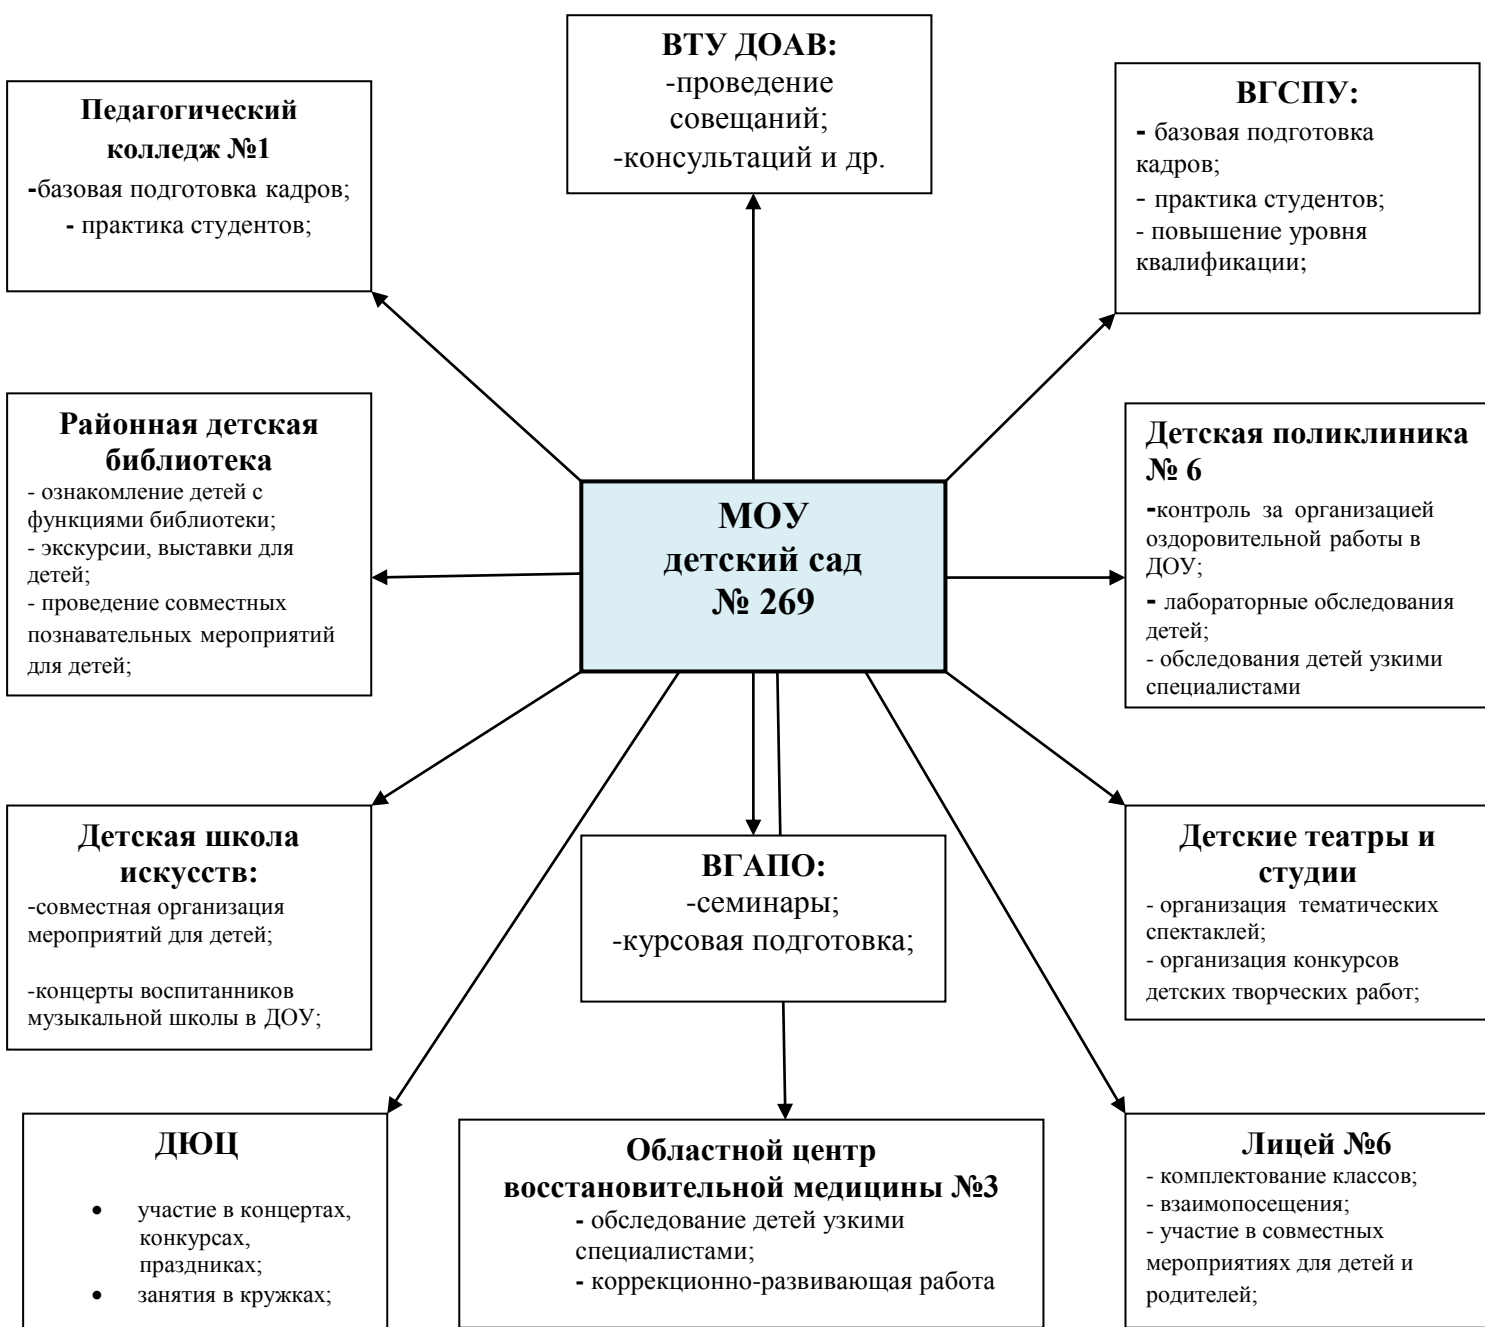 ВТУ ДОАВ:
-проведение
совещаний;
-консультаций и др.
Педагогический
колледж №1
-базовая подготовка кадров;
- практика студентов;
ВГСПУ:
- базовая подготовка
кадров;
- практика студентов;
- повышение уровня
квалификации;
Районная детская
библиотека
- ознакомление детей с
функциями библиотеки;
- экскурсии, выставки для
детей;
- проведение совместных
познавательных мероприятий
для детей;
МОУ
детский сад
№ 269
Детская поликлиника
№ 6
-контроль за организацией
оздоровительной работы в
ДОУ;
- лабораторные обследования
детей;
- обследования детей узкими
специалистами
Детская школа
искусств:
-совместная организация
мероприятий для детей;
-концерты воспитанников
музыкальной школы в ДОУ;
ВГАПО:
-семинары;
-курсовая подготовка;
Детские театры и
студии
- организация тематических
спектаклей;
- организация конкурсов
детских творческих работ;
ДЮЦ
• участие в концертах,
конкурсах,
праздниках;
• занятия в кружках;
Областной центр
восстановительной медицины №3
- обследование детей узкими
специалистами;
- коррекционно-развивающая работа
Лицей №6
- комплектование классов;
- взаимопосещения;
- участие в совместных
мероприятиях для детей и
родителей;